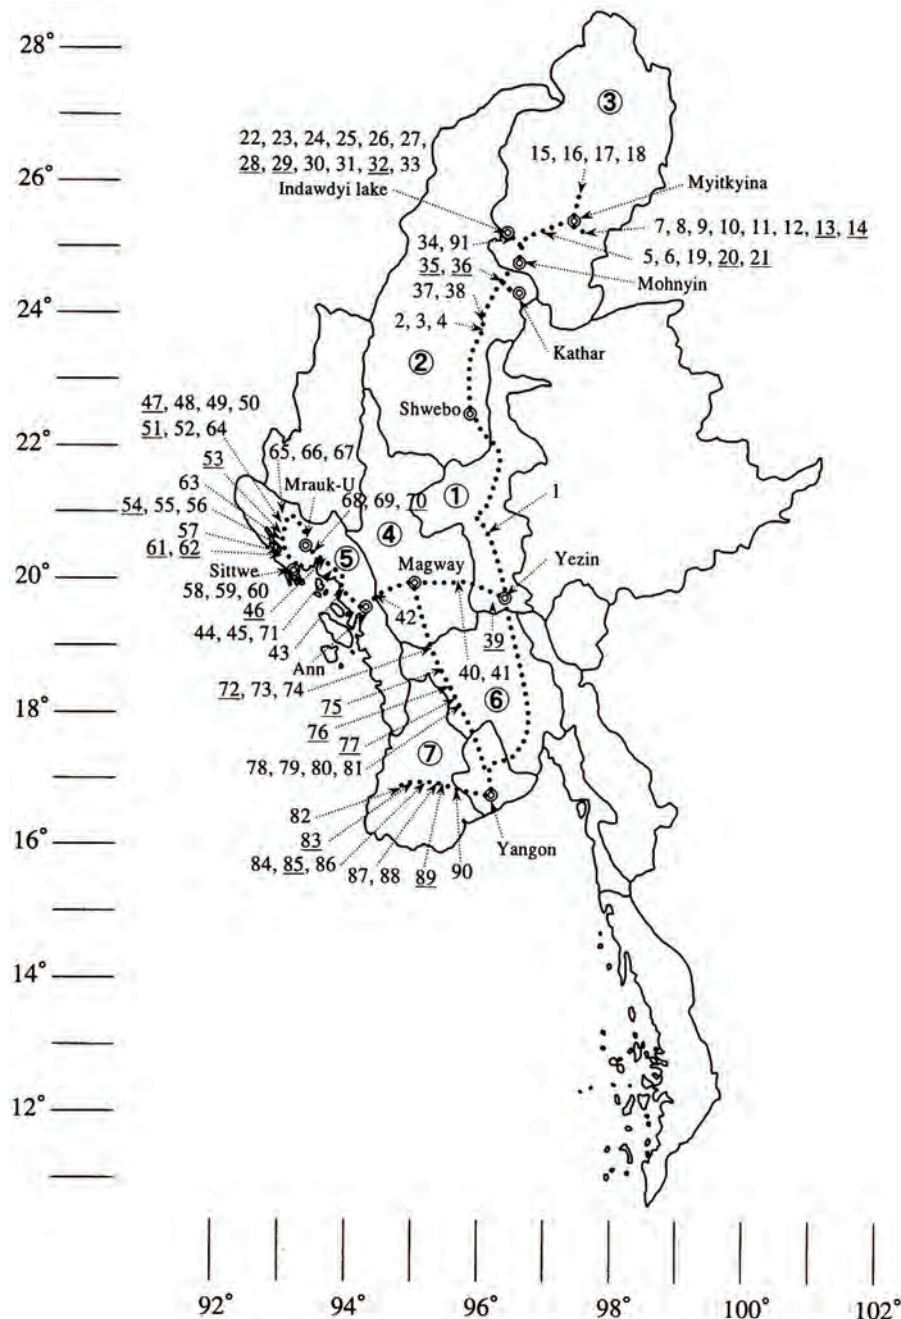 28°
③
22, 23, 24, 25, 26, 27,
28, 29, 30, 31, 32, 33
15, 16, 17, 18
26°
Indawdyi lake
Myitkyina
7, 8, 9, 10, 11, 12, 13, 14
34, 91
5, 6, 19, 20, 21
35, 36
Mohnyin
37, 38
24°
2, 3, 4
Kathar
②
47, 48, 49, 50
Shwebo
51, 52, 64
22°
65, 66, 67
53
Mrauk-U
63
68, 69, 70
①
1
54, 55, 56
④
57
61, 62
⑤
Magway
Yezin
20°
Sittwe
58, 59, 60
46
42
44, 45, 71
39
43
Ann
40, 41
72, 73, 74
75
⑥
18°
76
77
⑦
78, 79, 80, 81
82
83
Yangon
16°
84, 85, 86
87, 88
89
90
14°
12°
92°
94°
96°
98°
100°
102°